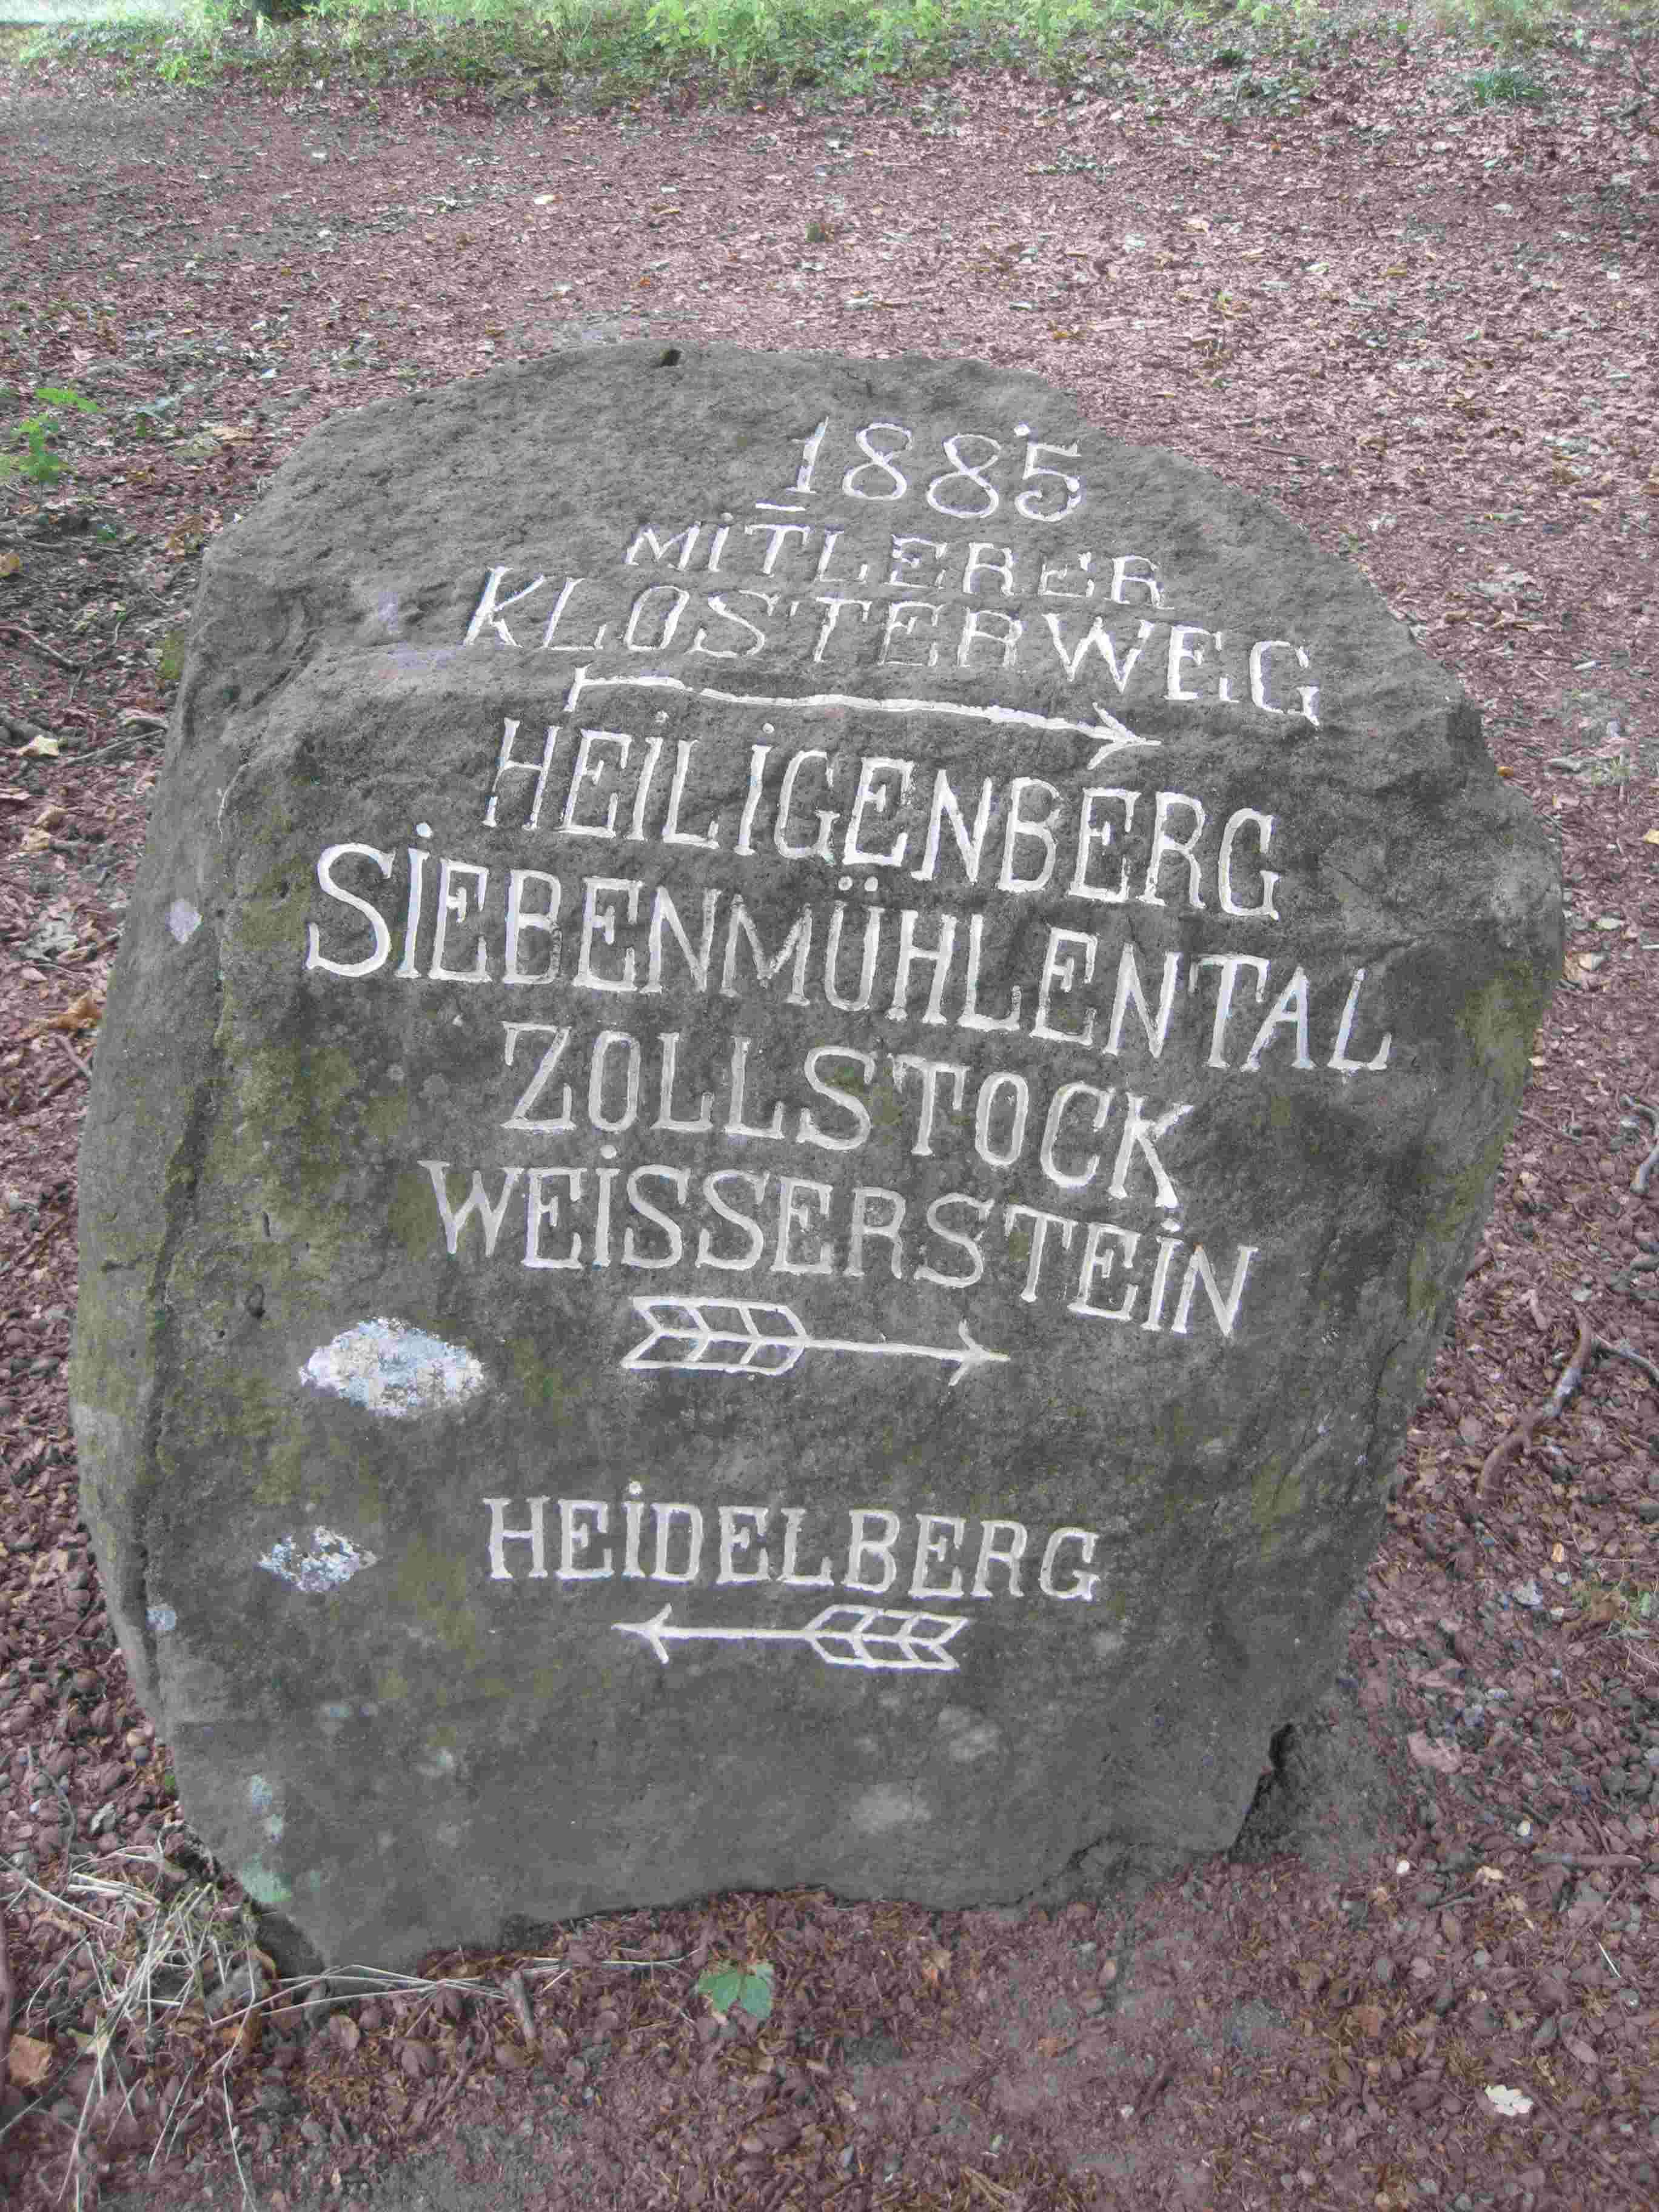 1885
MiTLERER
KLOSTERWEG
HEiLiGENBERG
SiEBENMÜHLENTAL
ZOLLSTOCK
WEiSSERSTEiN
HEiDELBERG